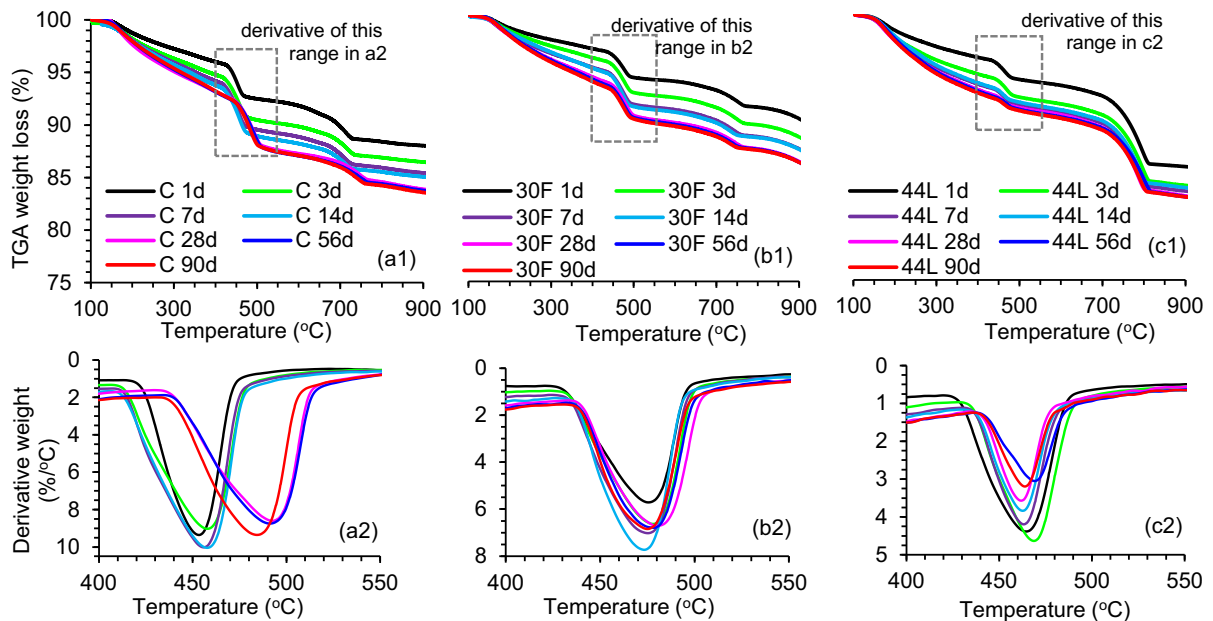 derivative of this
range in a2
TGA weight loss (%)
100
95
90
85
80
75
C 1d
C 3d
C 7d
C 14d
C 28d
C 56d
C 90d
(a1)
100 300 500 700 900
Temperature (°C)
derivative of this
range in b2
30F 1d
30F 3d
30F 7d
30F 14d
30F 28d
30F 56d
30F 90d
(b1)
100 300 500 700 900
Temperature (°C)
derivative of this
range in c2
44L 1d
44L 3d
44L 7d
44L 14d
44L 28d
44L 56d
44L 90d
(c1)
100 300 500 700 900
Temperature (°C)
Derivative weight
(%/°C)
0
2
4
6
8
10
(a2)
400 450 500 550
Temperature (°C)
0
2
4
6
8
(b2)
400 450 500 550
Temperature (°C)
0
1
2
3
4
5
(c2)
400 450 500 550
Temperature (°C)